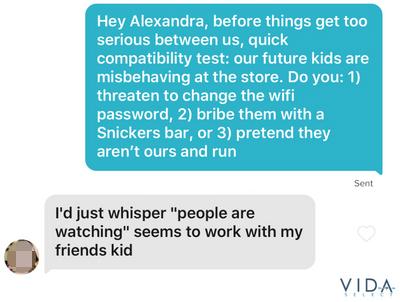 Hey Alexandra, before things get too
serious between us, quick
compatibility test: our future kids are
misbehaving at the store. Do you: 1)
threaten to change the wifi
password, 2) bribe them with a
Snickers bar, or 3) pretend they
aren't ours and run
Sent
I'd just whisper "people are
watching" seems to work with my
friends kid
VIDA
SELECT